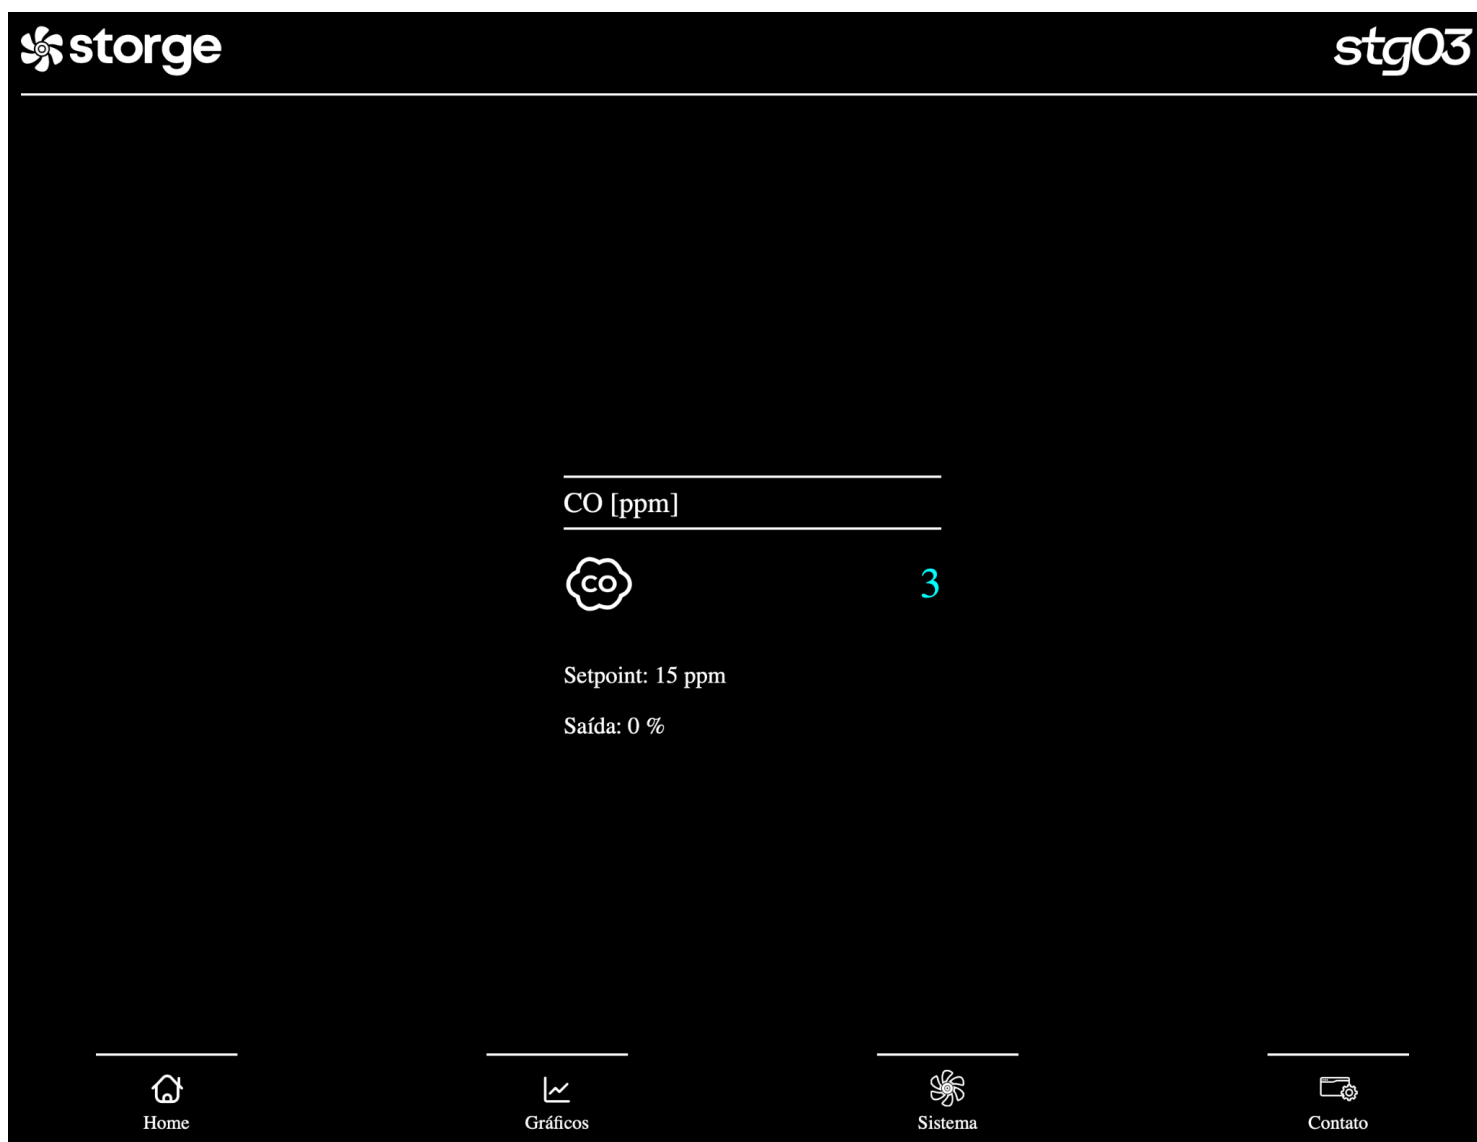 storge
stg03
CO [ppm]
CO
3
Setpoint: 15 ppm
Saída: 0 %
Home
Gráficos
Sistema
Contato